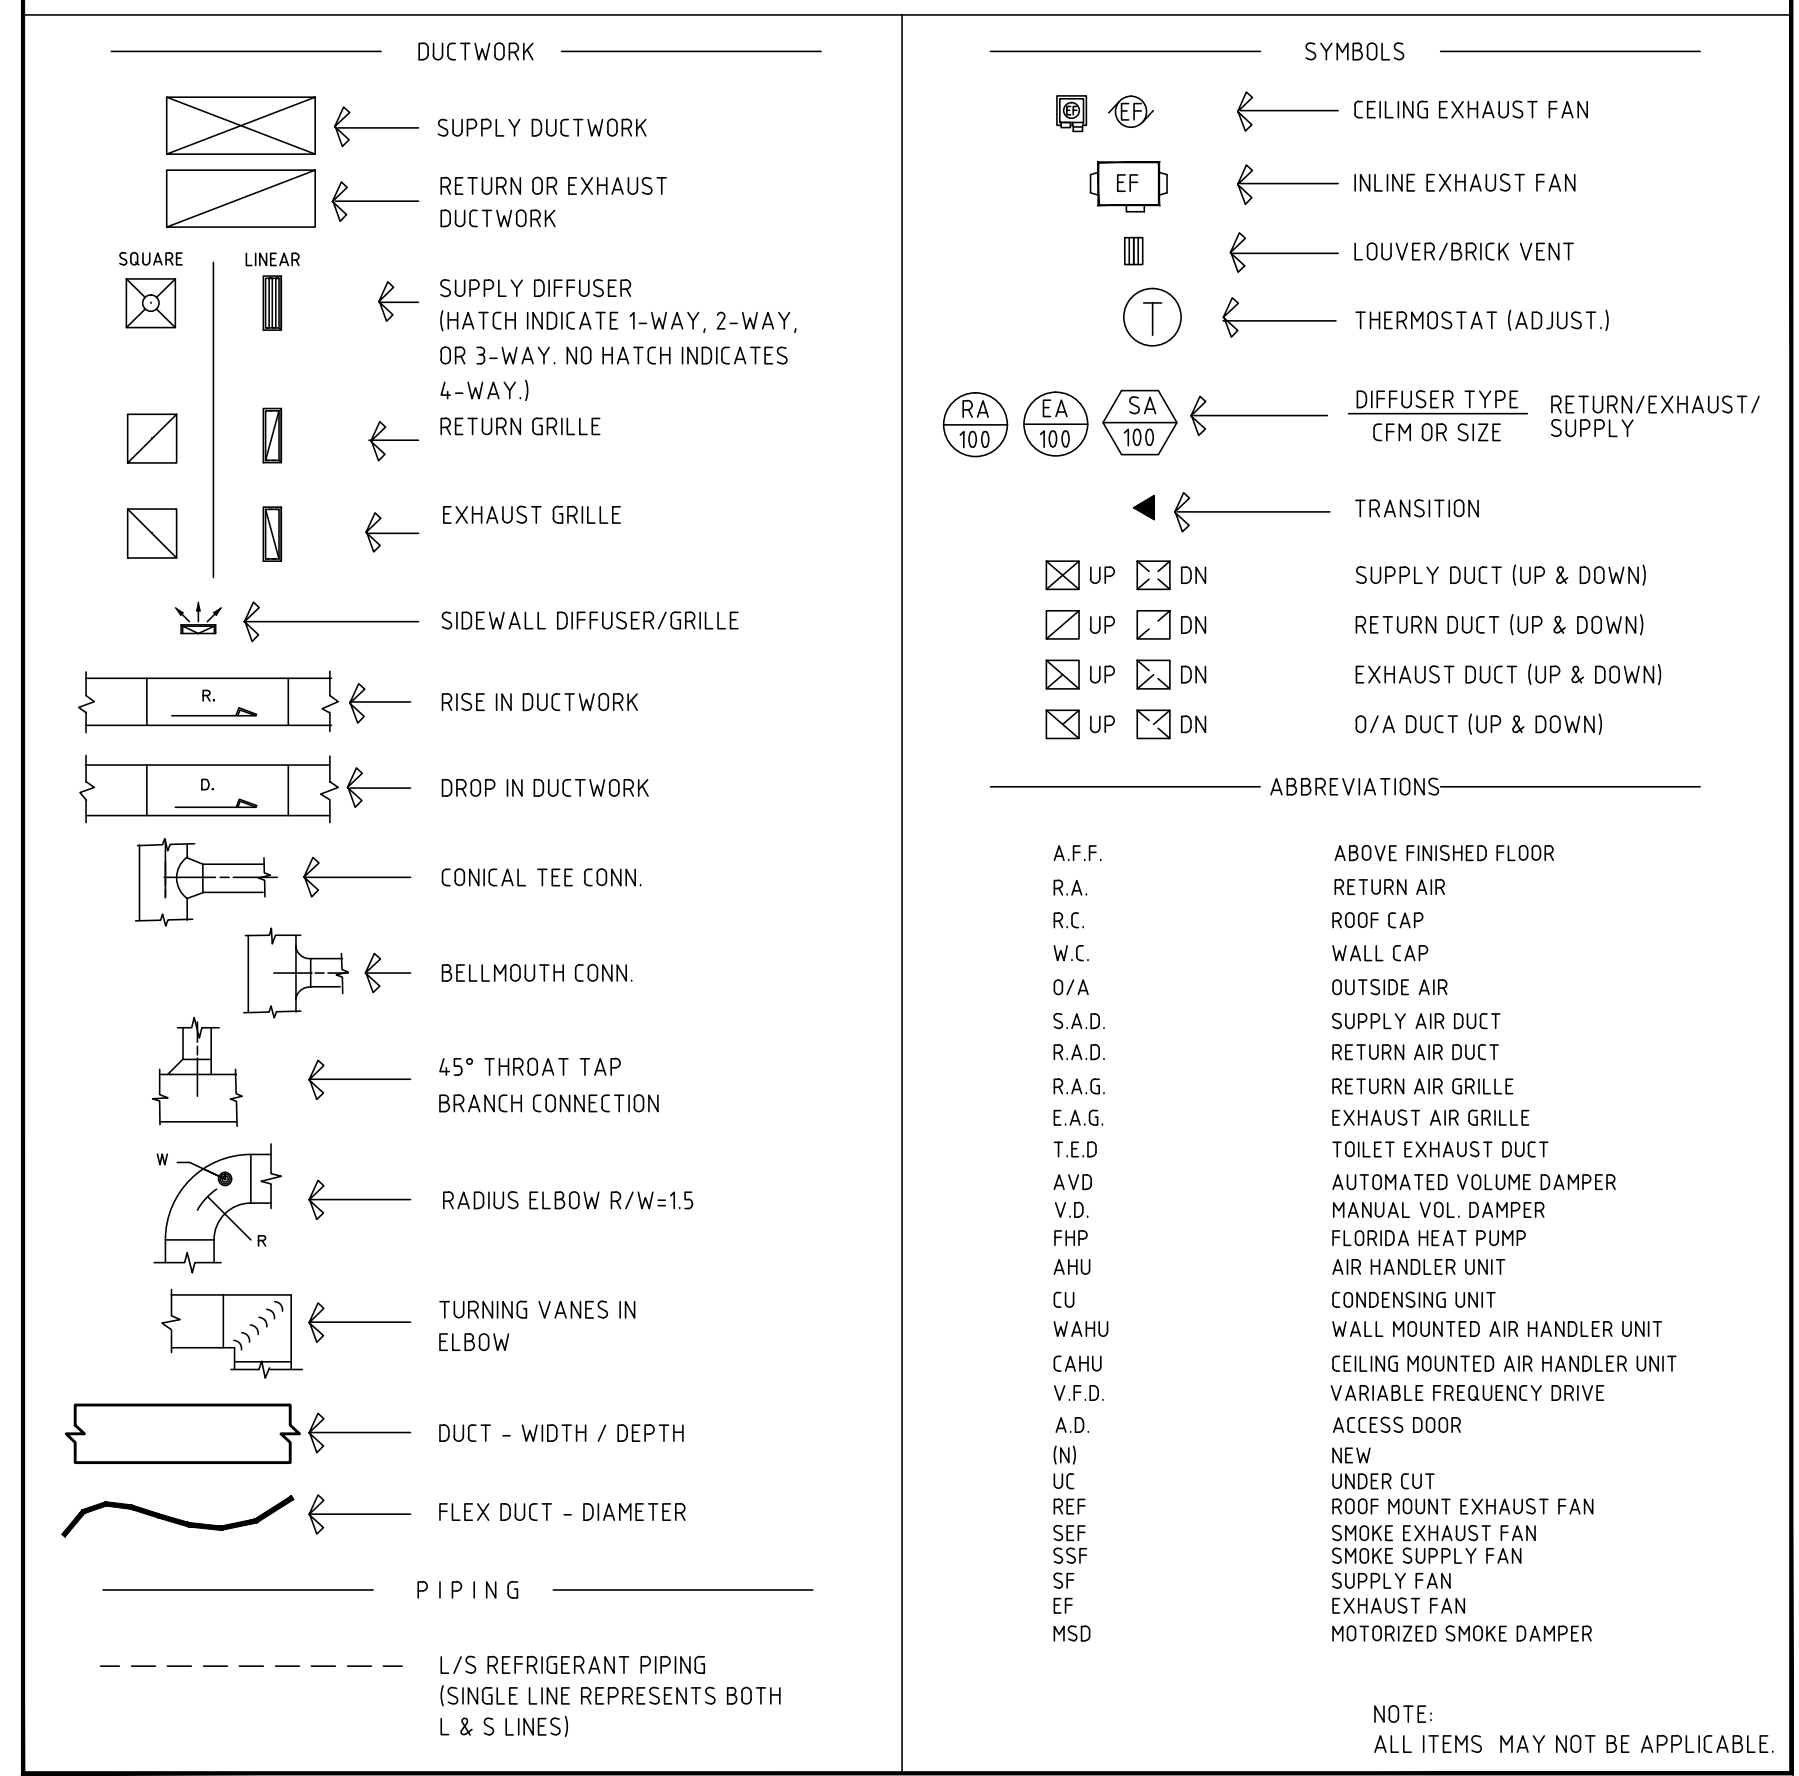 DUCTWORK
SUPPLY DUCTWORK
RETURN OR EXHAUST
DUCTWORK
SQUARE LINEAR
SUPPLY DIFFUSER
(HATCH INDICATE 1-WAY, 2-WAY,
OR 3-WAY. NO HATCH INDICATES
4-WAY.)
RETURN GRILLE
EXHAUST GRILLE
SIDEWALL DIFFUSER/GRILLE
R. RISE IN DUCTWORK
D. DROP IN DUCTWORK
CONICAL TEE CONN.
BELLMOUTH CONN.
45° THROAT TAP
BRANCH CONNECTION
W
RADIUS ELBOW R/W=1.5
R
TURNING VANES IN
ELBOW
DUCT - WIDTH / DEPTH
FLEX DUCT - DIAMETER
PIPING
L/S REFRIGERANT PIPING
(SINGLE LINE REPRESENTS BOTH
L & S LINES)
SYMBOLS
EF EF CEILING EXHAUST FAN
EF INLINE EXHAUST FAN
LOUVER/BRICK VENT
T THERMOSTAT (ADJUST.)
RA EA SA DIFFUSER TYPE RETURN/EXHAUST/
100 100 100 CFM OR SIZE SUPPLY
TRANSITION
UP DN SUPPLY DUCT (UP & DOWN)
UP DN RETURN DUCT (UP & DOWN)
UP DN EXHAUST DUCT (UP & DOWN)
UP DN O/A DUCT (UP & DOWN)
ABBREVIATIONS
A.F.F. ABOVE FINISHED FLOOR
R.A. RETURN AIR
R.C. ROOF CAP
W.C. WALL CAP
O/A OUTSIDE AIR
S.A.D. SUPPLY AIR DUCT
R.A.D. RETURN AIR DUCT
R.A.G. RETURN AIR GRILLE
E.A.G. EXHAUST AIR GRILLE
T.E.D TOILET EXHAUST DUCT
AVD AUTOMATED VOLUME DAMPER
V.D. MANUAL VOL. DAMPER
FHP FLORIDA HEAT PUMP
AHU AIR HANDLER UNIT
CU CONDENSING UNIT
WAHU WALL MOUNTED AIR HANDLER UNIT
CAHU CEILING MOUNTED AIR HANDLER UNIT
V.F.D. VARIABLE FREQUENCY DRIVE
A.D. ACCESS DOOR
(N) NEW
UC UNDER CUT
REF ROOF MOUNT EXHAUST FAN
SEF SMOKE EXHAUST FAN
SSF SMOKE SUPPLY FAN
SF SUPPLY FAN
EF EXHAUST FAN
MSD MOTORIZED SMOKE DAMPER
NOTE:
ALL ITEMS MAY NOT BE APPLICABLE.